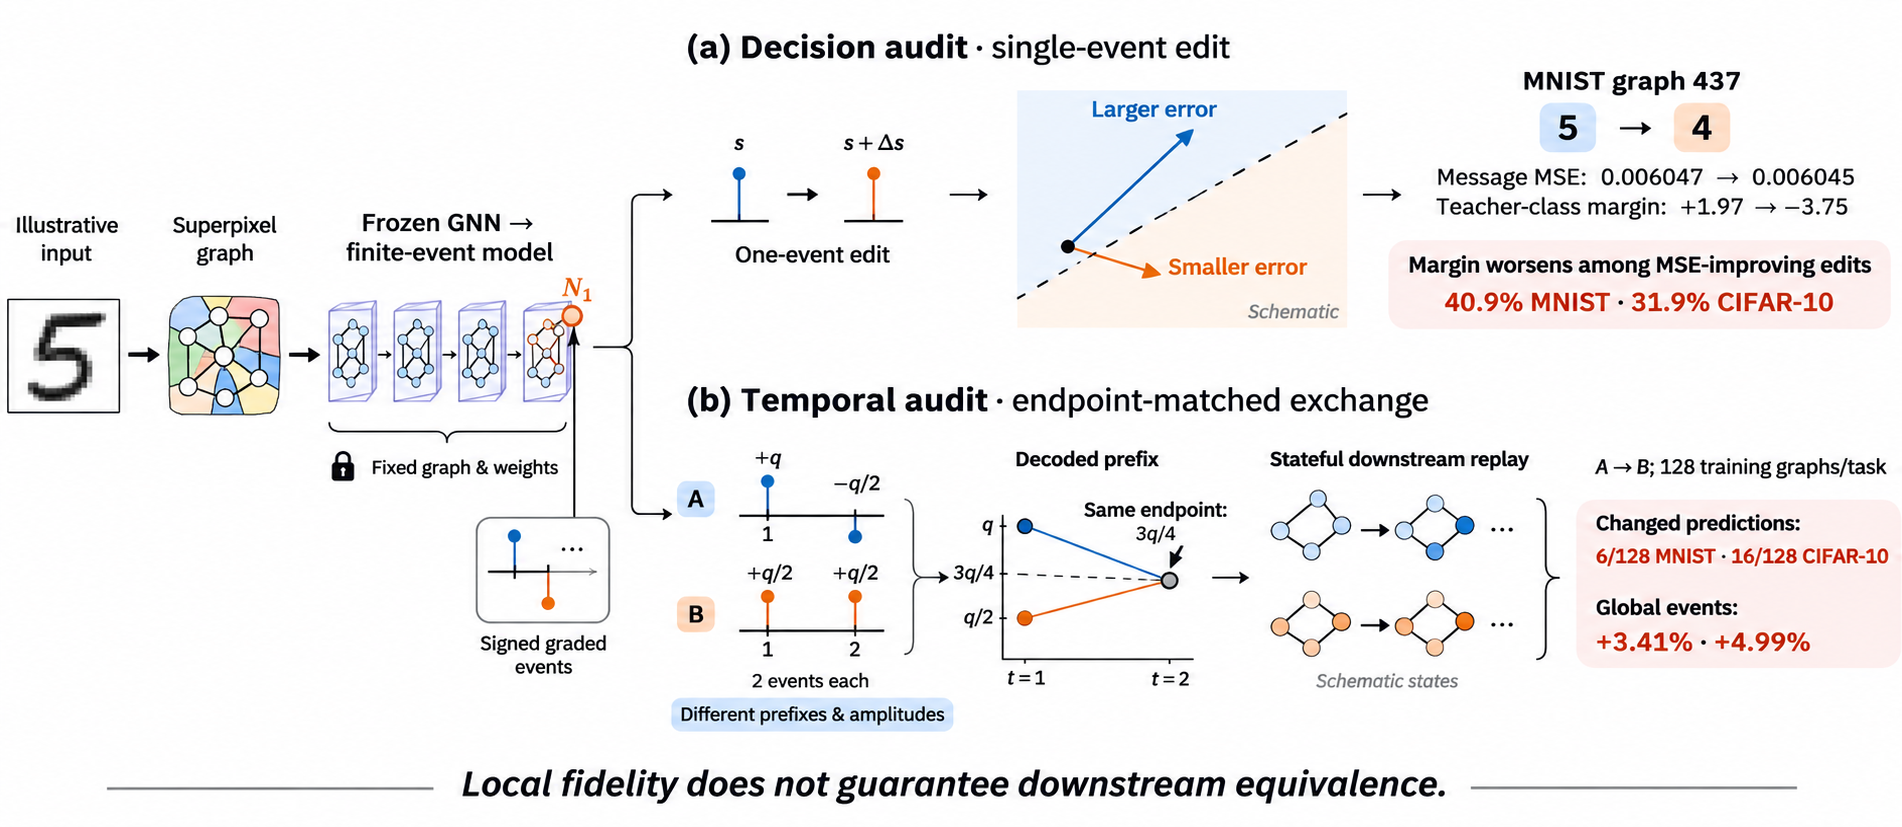 (a) Decision audit · single-event edit
MNIST graph 437
5 → 4
Message MSE: 0.006047 → 0.006045
Teacher-class margin: +1.97 → −3.75
Margin worsens among MSE-improving edits
40.9% MNIST · 31.9% CIFAR-10
Larger error
Smaller error
Schematic
s
s + Δs
One-event edit
Illustrative
input
Superpixel
graph
Frozen GNN →
finite-event model
N1
5
Fixed graph & weights
...
Signed graded
events
(b) Temporal audit · endpoint-matched exchange
A
+q
−q/2
1
B
+q/2
+q/2
1
2
2 events each
Different prefixes & amplitudes
Decoded prefix
Same endpoint:
3q/4
q
3q/4
q/2
t = 1
t = 2
Stateful downstream replay
...
...
Schematic states
A → B; 128 training graphs/task
Changed predictions:
6/128 MNIST · 16/128 CIFAR-10
Global events:
+3.41% · +4.99%
Local fidelity does not guarantee downstream equivalence.